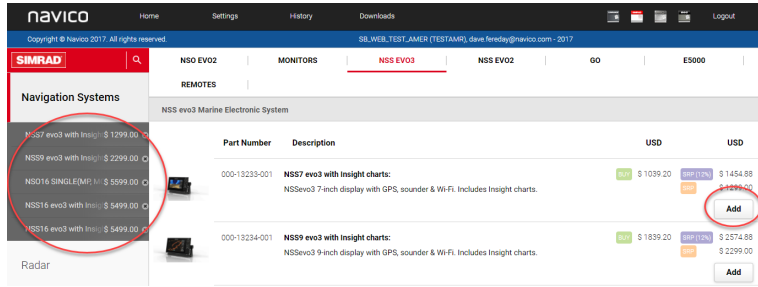 navico Home Settings History Downloads Logout
Copyright © Navico 2017. All rights reserved. SB_WEB_TEST_AMER (TESTAMR), dave.fereday@navico.com - 2017
SIMRAD NSO EVO2 MONITORS NSS EVO3 NSS EVO2 GO E5000
REMOTES
Navigation Systems
NSS evo3 Marine Electronic System
NSS7 evo3 with Insigh $ 1299.00
NSS9 evo3 with Insigh $ 2299.00
NSO16 SINGLE(MP, M $ 5599.00
NSS16 evo3 with Insig $ 5499.00
NSS16 evo3 with Insig $ 5499.00
Radar
Part Number Description USD USD
000-13233-001 NSS7 evo3 with Insight charts: BUY $ 1039.20 SRP (12%) $ 1454.88
NSSevo3 7-inch display with GPS, sounder & Wi-Fi. Includes Insight charts. SRP $ 1299.00
Add
000-13234-001 NSS9 evo3 with Insight charts: BUY $ 1839.20 SRP (12%) $ 2574.88
NSSevo3 9-inch display with GPS, sounder & Wi-Fi. Includes Insight charts. SRP $ 2299.00
Add